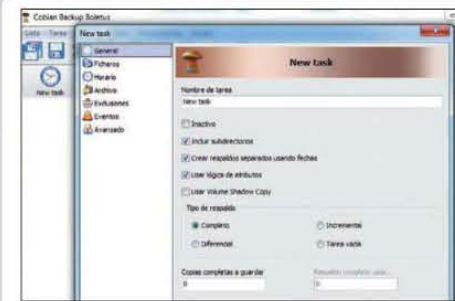 Cobian Backup Boletus
Lista Tarea
New task
General
Ficheros
Horario
Archivo
Exclusiones
Eventos
Avanzado
New task
New task
Nombre de tarea
New task
Inactivo
Incluir subdirectorios
Crear respaldos separados usando fechas
Usar lógica de atributos
Usar Volume Shadow Copy
Tipo de respaldo
Completo
Incremental
Diferencial
Tarea vacía
Copias completas a guardar
0
0